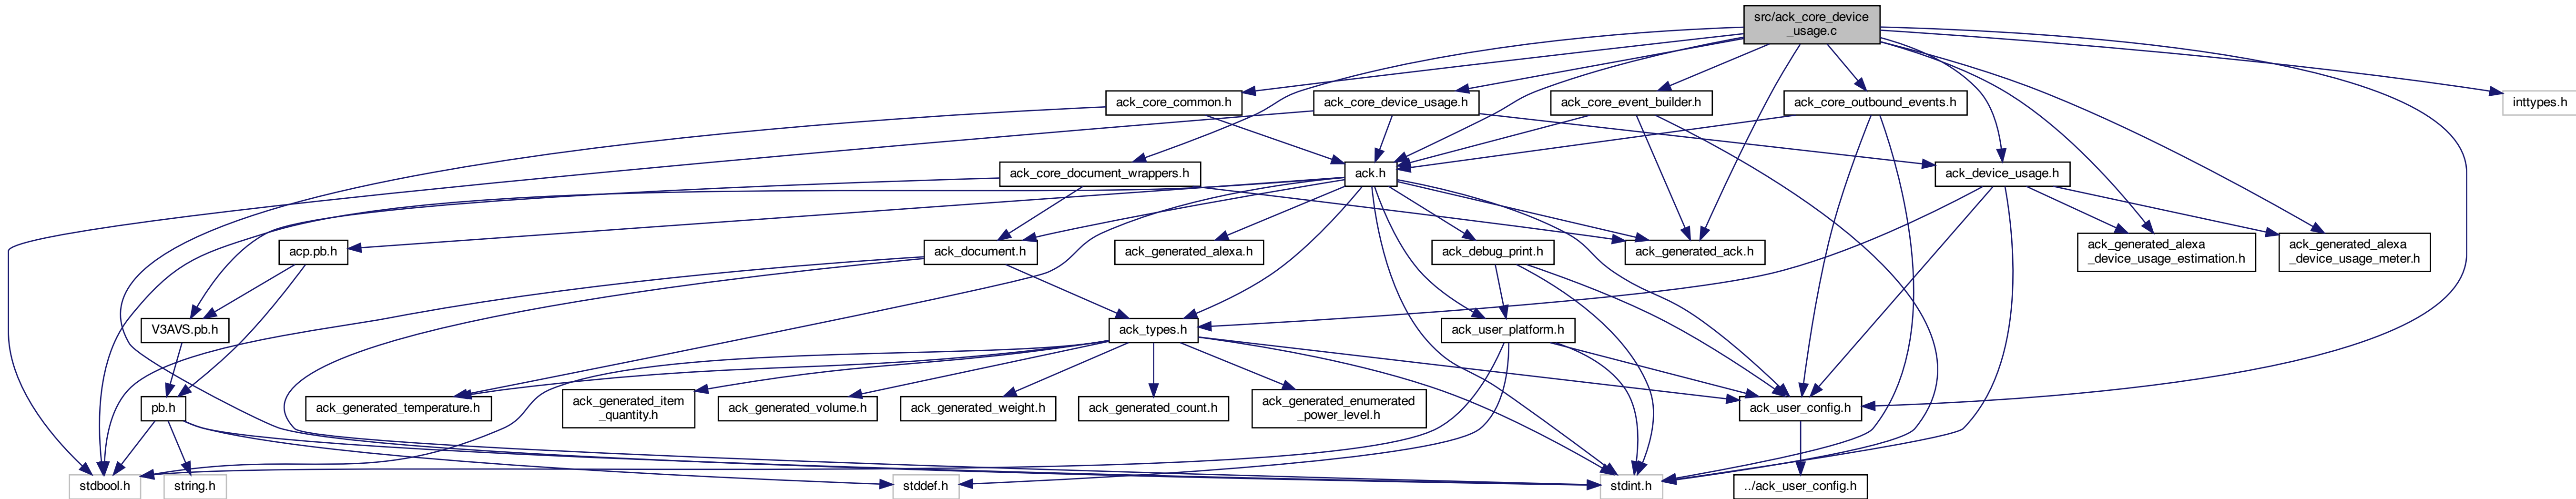 src/ack_core_device
_usage.c
ack_core_common.h
ack_core_device_usage.h
ack_core_event_builder.h
ack_core_outbound_events.h
inttypes.h
ack_core_document_wrappers.h
ack.h
ack_device_usage.h
acp.pb.h
ack_document.h
ack_generated_alexa.h
ack_debug_print.h
ack_generated_ack.h
ack_generated_alexa
_device_usage_estimation.h
ack_generated_alexa
_device_usage_meter.h
V3AVS.pb.h
ack_types.h
ack_user_platform.h
pb.h
ack_generated_temperature.h
ack_generated_item
_quantity.h
ack_generated_volume.h
ack_generated_weight.h
ack_generated_count.h
ack_generated_enumerated
_power_level.h
ack_user_config.h
stdbool.h
string.h
stddef.h
stdint.h
../ack_user_config.h